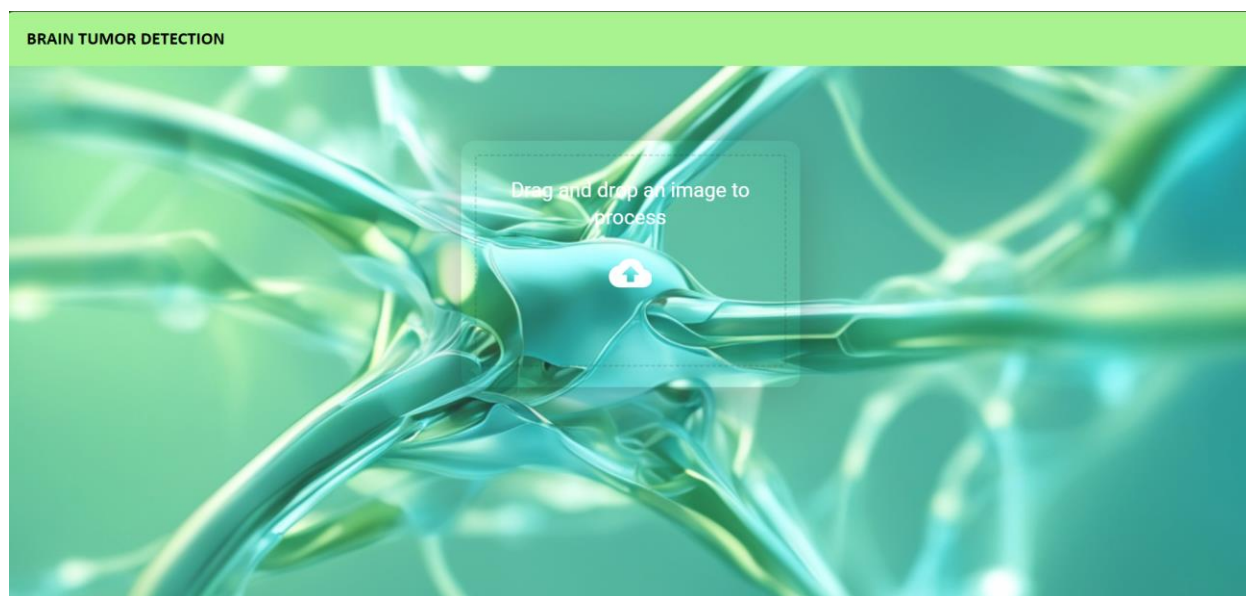 BRAIN TUMOR DETECTION
Drag and drop an image to
process